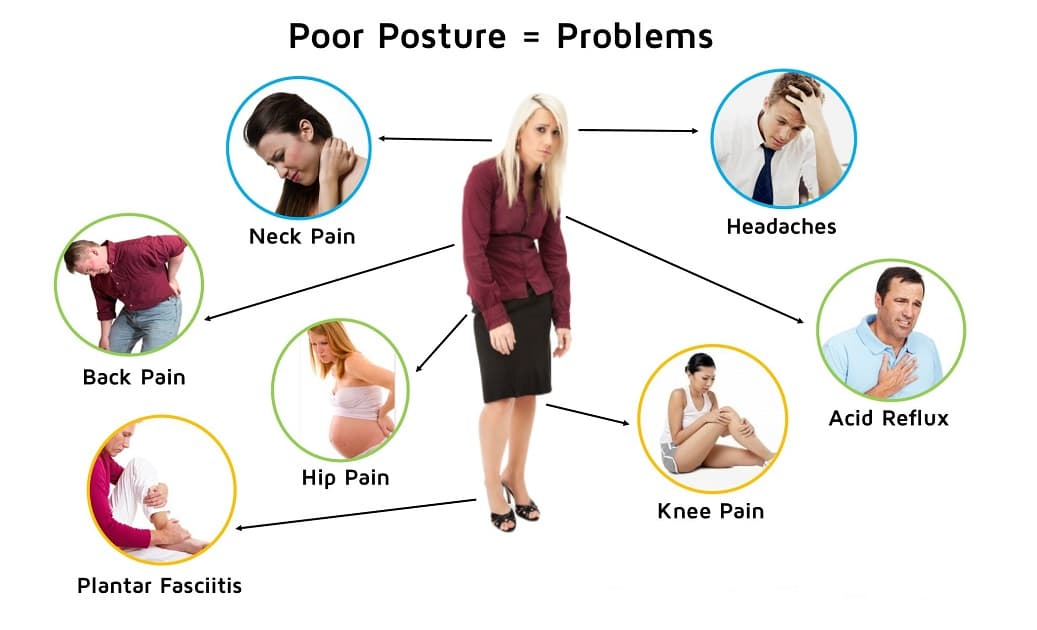 Poor Posture = Problems
Neck Pain
Headaches
Back Pain
Acid Reflux
Hip Pain
Knee Pain
Plantar Fasciitis